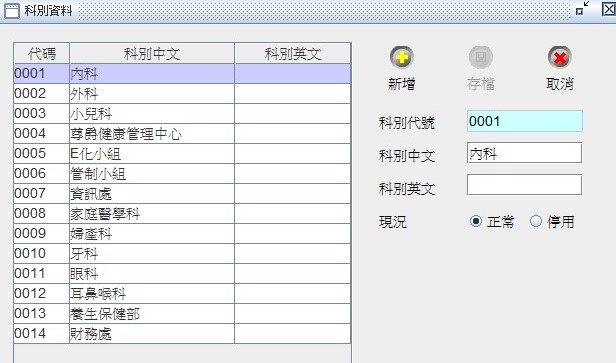 科別資料
代碼 科別中文 科別英文
0001 內科
0002 外科
0003 小兒科
0004 尊爵健康管理中心
0005 E化小組
0006 管制小組
0007 資訊處
0008 家庭醫學科
0009 婦產科
0010 牙科
0011 眼科
0012 耳鼻喉科
0013 養生保健部
0014 財務處
新增 存檔 取消
科別代號 0001
科別中文 內科
科別英文
現況 正常 停用